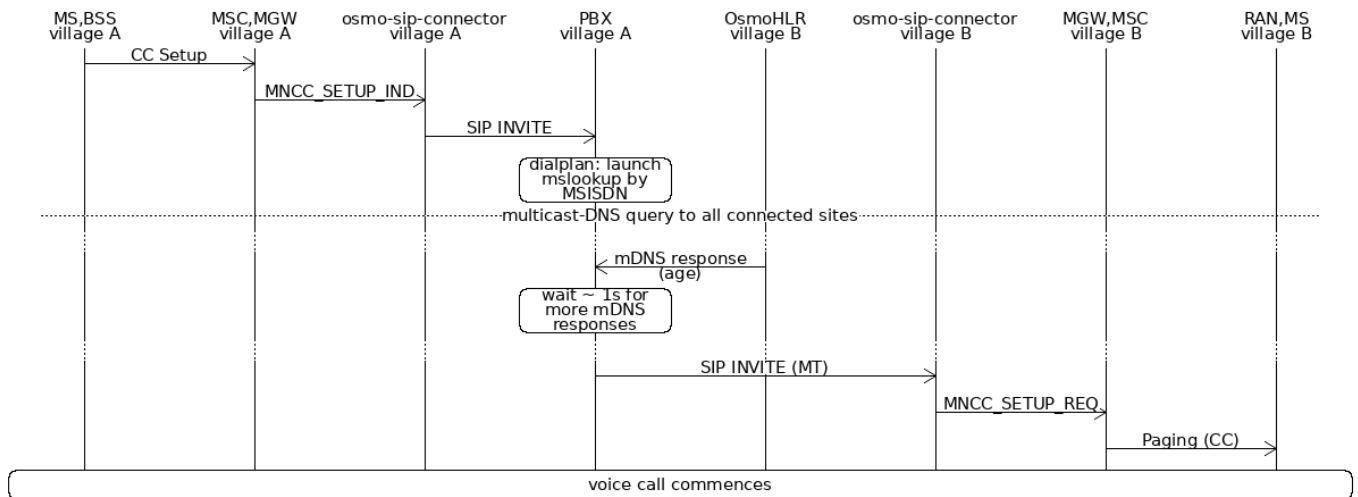 MS,BSS
village A
MSC,MGW
village A
osmo-sip-connector
village A
PBX
village A
OsmoHLR
village B
osmo-sip-connector
village B
MGW,MSC
village B
RAN,MS
village B
CC Setup
MNCC_SETUP_IND
SIP INVITE
dialplan: launch
mslookup by
MSISDN
multicast-DNS query to all connected sites
mDNS response
(age)
wait ~ 1s for
more mDNS
responses
SIP INVITE (MT)
MNCC_SETUP_REQ
Paging (CC)
voice call commences